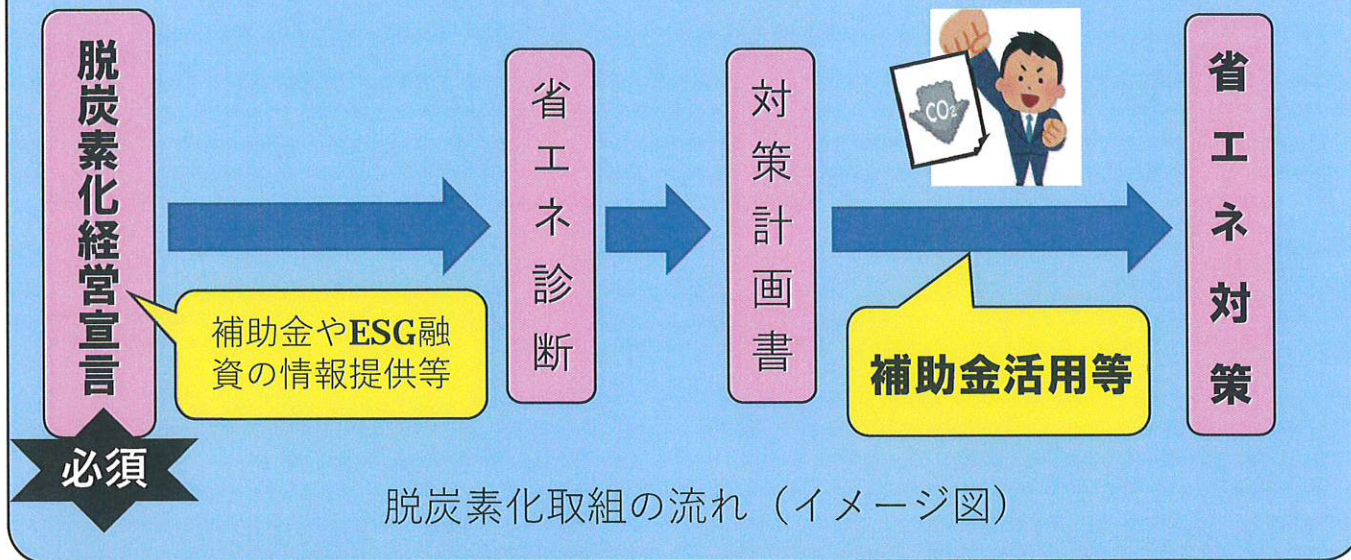 脱炭素化経営宣言
必須
補助金やESG融
資の情報提供等
省エネ診断
対策計画書
CO₂
補助金活用等
省エネ対策
脱炭素化取組の流れ（イメージ図）